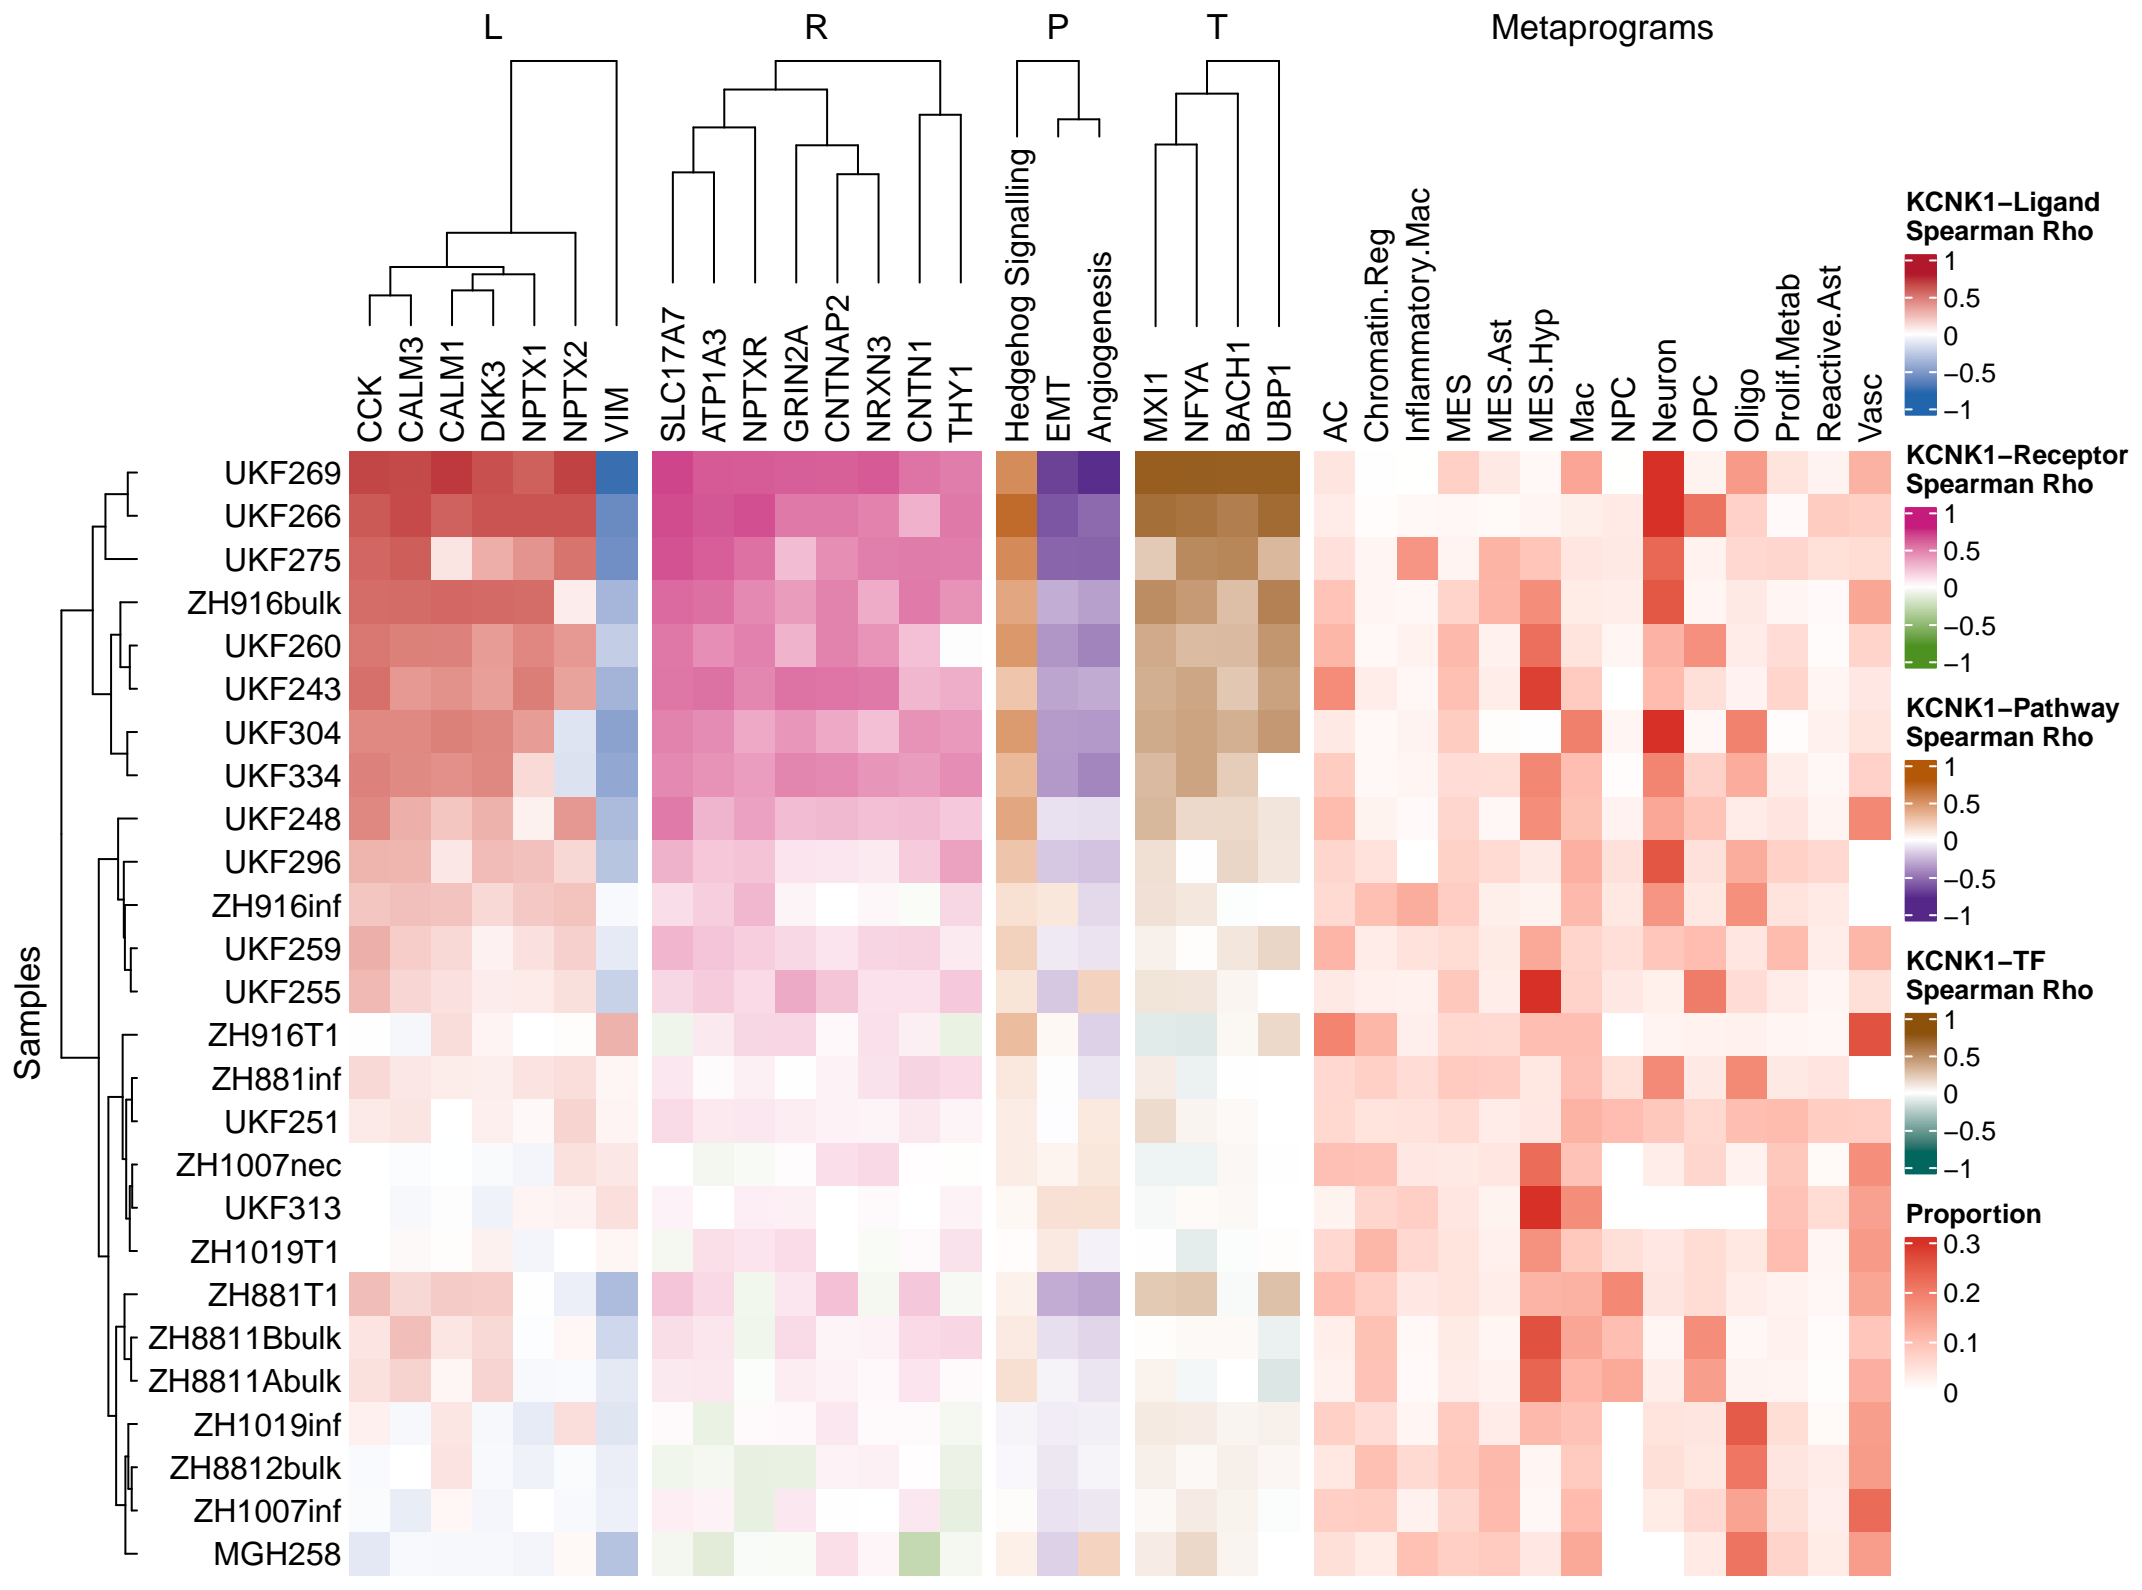 L R P T Metaprograms
CCK CALM3 CALM1 DKK3 NPTX1 NPTX2 VIM
SLC17A7 ATP1A3 NPTXR GRIN2A CNTNAP2 NRXN3 CNTN1 THY1
Hedgehog Signalling EMT Angiogenesis
MXI1 NFYA BACH1 UBP1
AC Chromatin.Reg Inflammatory.Mac MES MES.Ast MES.Hyp Mac NPC Neuron OPC Oligo Prolif.Metab Reactive.Ast Vasc
Samples
UKF269
UKF266
UKF275
ZH916bulk
UKF260
UKF243
UKF304
UKF334
UKF248
UKF296
ZH916inf
UKF259
UKF255
ZH916T1
ZH881inf
UKF251
ZH1007nec
UKF313
ZH1019T1
ZH881T1
ZH8811Bbulk
ZH8811Abulk
ZH1019inf
ZH8812bulk
ZH1007inf
MGH258
KCNK1−Ligand
Spearman Rho
1
0.5
0
−0.5
−1
KCNK1−Receptor
Spearman Rho
1
0.5
0
−0.5
−1
KCNK1−Pathway
Spearman Rho
1
0.5
0
−0.5
−1
KCNK1−TF
Spearman Rho
1
0.5
0
−0.5
−1
Proportion
0.3
0.2
0.1
0